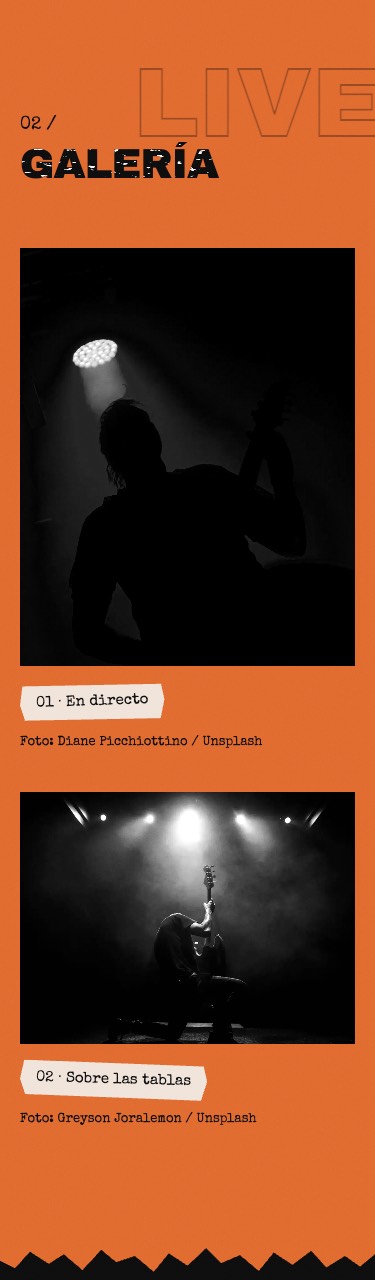 LIVE
02 /
GALERÍA
01 · En directo
Foto: Diane Picchiottino / Unsplash
02 · Sobre las tablas
Foto: Greyson Joralemon / Unsplash